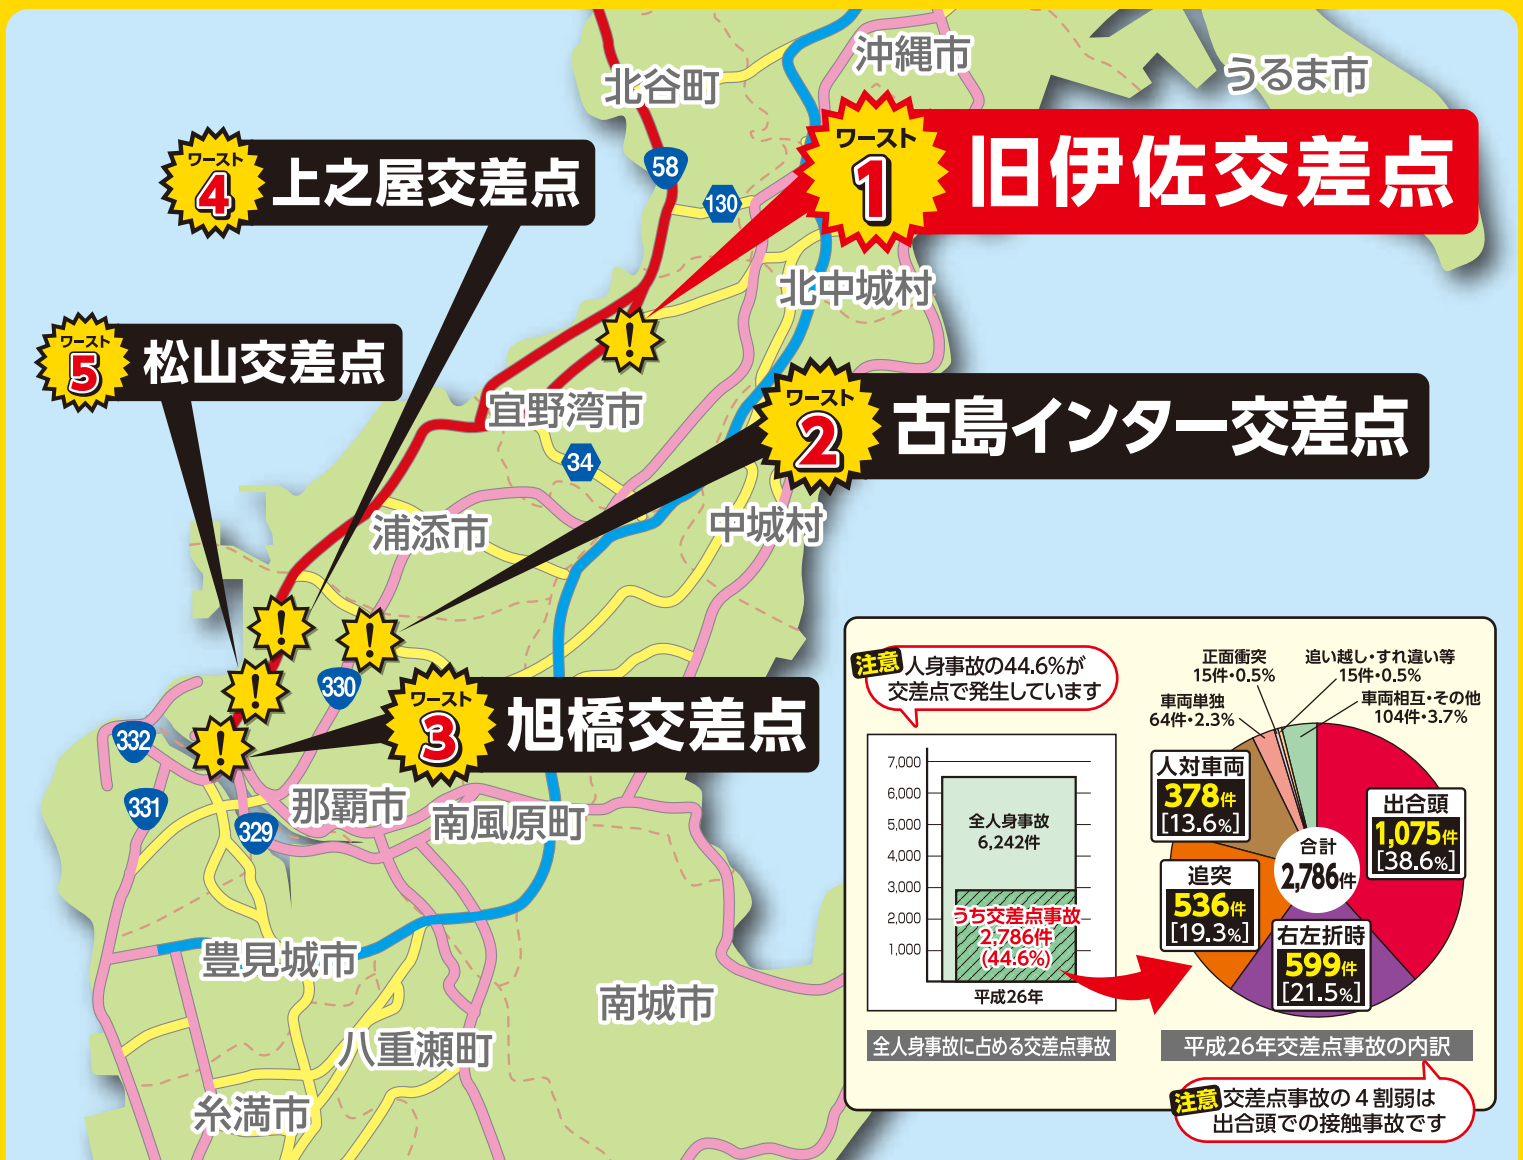 沖縄市
うるま市
北谷町
ワースト
1
旧伊佐交差点
ワースト
4
上之屋交差点
58
130
北中城村
ワースト
5
松山交差点
宜野湾市
ワースト
2
古島インター交差点
34
浦添市
中城村
!
!
!
!
!
330
ワースト
3
旭橋交差点
332
331
329
那覇市
南風原町
豊見城市
南城市
八重瀬町
糸満市
注意 人身事故の44.6%が
交差点で発生しています
7,000
6,000
5,000
4,000
3,000
2,000
1,000
全人身事故
6,242件
うち交差点事故
2,786件
(44.6%)
平成26年
全人身事故に占める交差点事故
正面衝突
15件・0.5%
追い越し・すれ違い等
15件・0.5%
車両単独
64件・2.3%
車両相互・その他
104件・3.7%
人対車両
378件
[13.6%]
出合頭
1,075件
[38.6%]
合計
2,786件
追突
536件
[19.3%]
右左折時
599件
[21.5%]
平成26年交差点事故の内訳
注意 交差点事故の4割弱は
出合頭での接触事故です